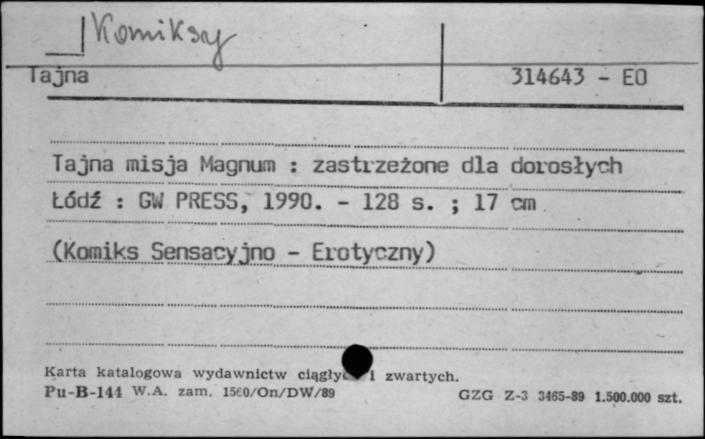 Komiksy
Tajna 314643 - EO
Tajna misja Magnum : zastrzeżone dla dorosłych
Łódź : GW PRESS, 1990. - 128 s. ; 17 cm
(Komiks Sensacyjno - Erotyczny)
Karta katalogowa wydawnictw ciągłych i zwartych.
Pu-B-144 W.A. zam. 1560/On/DW/89 GZG Z-3 3465-89 1.500.000 szt.